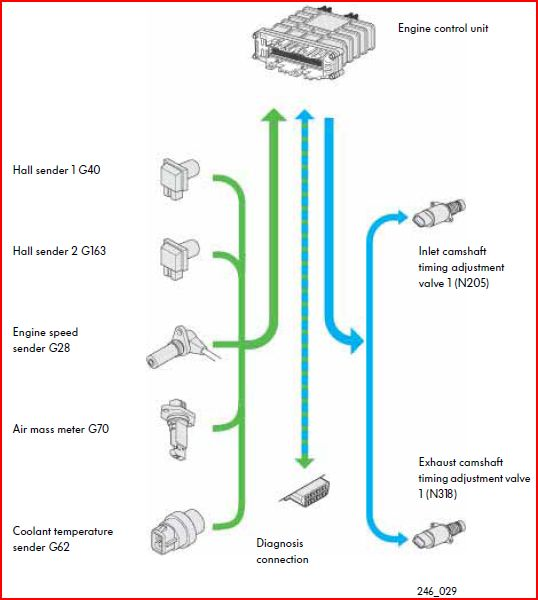 Engine control unit
Hall sender 1 G40
Hall sender 2 G163
Inlet camshaft
timing adjustment
valve 1 (N205)
Engine speed
sender G28
Air mass meter G70
Exhaust camshaft
timing adjustment valve
1 (N318)
Coolant temperature
sender G62
Diagnosis
connection
246_029